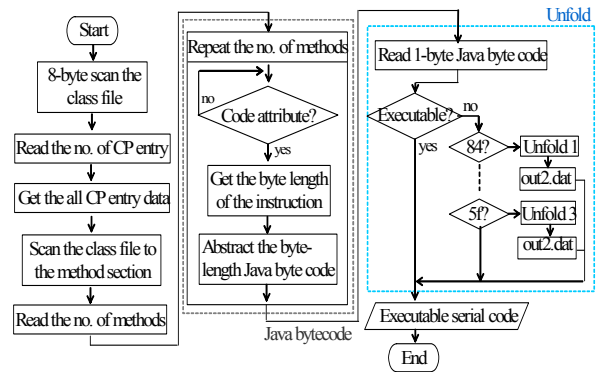 Start
8-byte scan the
class file
Read the no. of CP entry
Get the all CP entry data
Scan the class file to
the method section
Read the no. of methods
Repeat the no. of methods
no
Code attribute?
yes
Get the byte length
of the instruction
Abstract the byte-
length Java byte code
Java bytecode
Unfold
Read 1-byte Java byte code
Executable?
no
yes
84?
Unfold 1
out2.dat
5f?
Unfold 3
out2.dat
Executable serial code
End